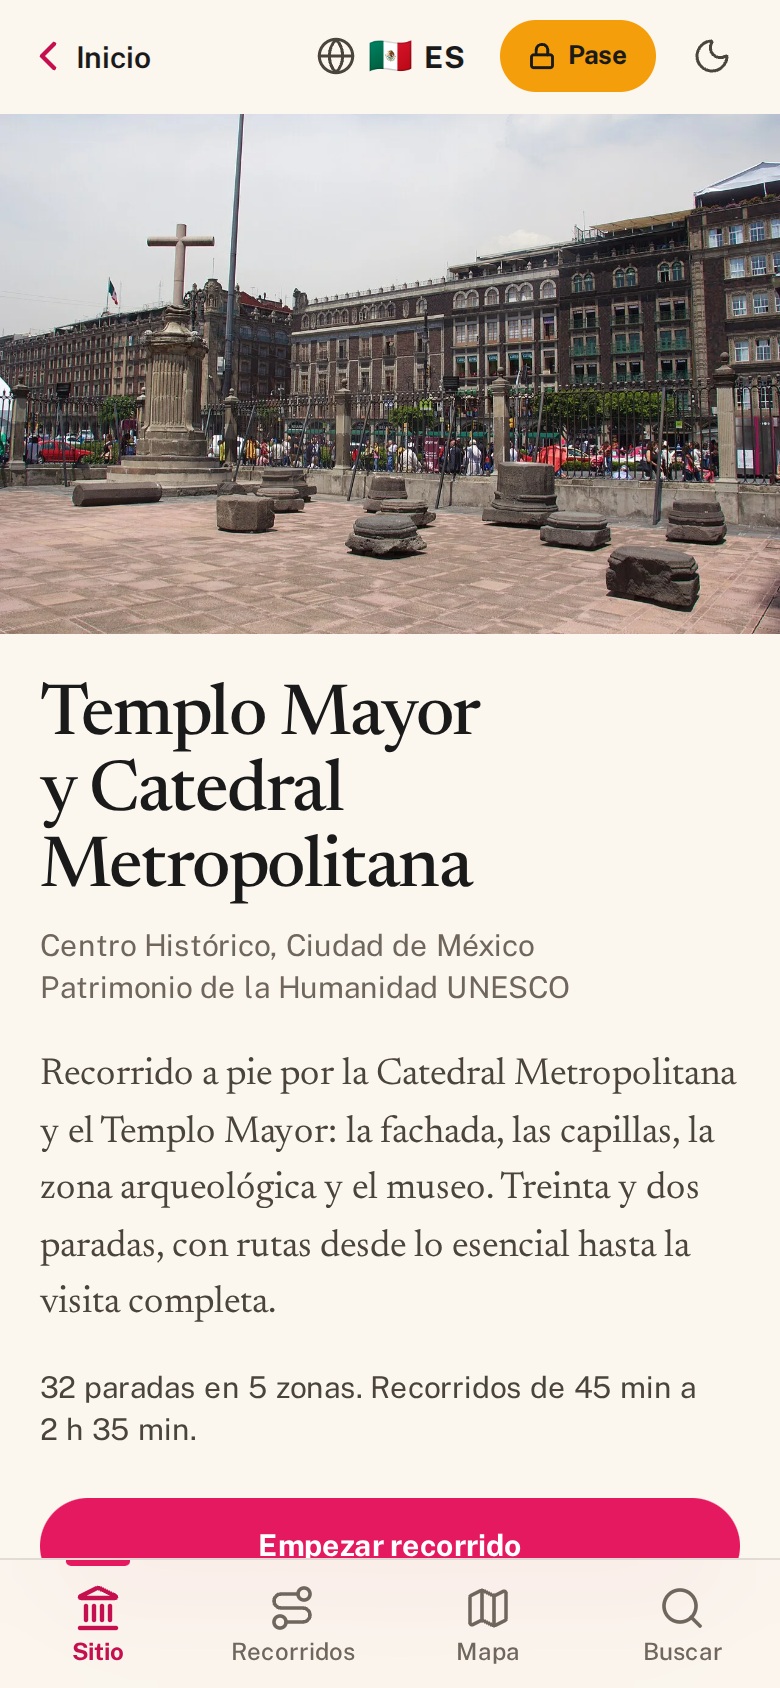 Inicio
ES
Pase
Templo Mayor
y Catedral
Metropolitana
Centro Histórico, Ciudad de México
Patrimonio de la Humanidad UNESCO
Recorrido a pie por la Catedral Metropolitana
y el Templo Mayor: la fachada, las capillas, la
zona arqueológica y el museo. Treinta y dos
paradas, con rutas desde lo esencial hasta la
visita completa.
32 paradas en 5 zonas. Recorridos de 45 min a
2 h 35 min.
Empezar recorrido
Sitio
Recorridos
Mapa
Buscar